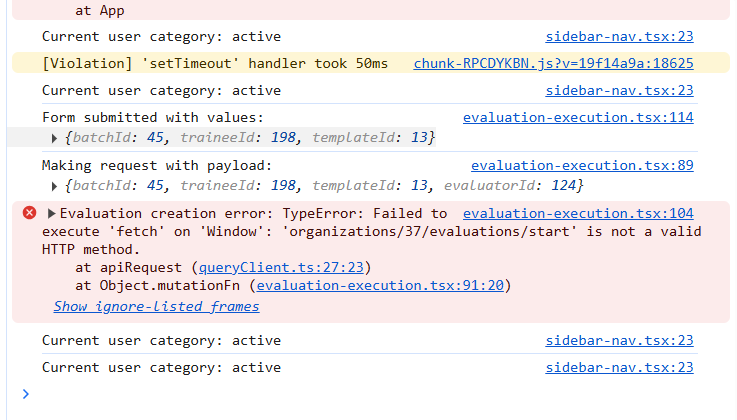 at App
Current user category: active sidebar-nav.tsx:23
[Violation] 'setTimeout' handler took 50ms chunk-RPCDYKBN.js?v=19f14a9a:18625
Current user category: active sidebar-nav.tsx:23
Form submitted with values: evaluation-execution.tsx:114
{batchId: 45, traineeId: 198, templateId: 13}
Making request with payload: evaluation-execution.tsx:89
{batchId: 45, traineeId: 198, templateId: 13, evaluatorId: 124}
Evaluation creation error: TypeError: Failed to evaluation-execution.tsx:104
execute 'fetch' on 'Window': 'organizations/37/evaluations/start' is not a valid
HTTP method.
at apiRequest (queryClient.ts:27:23)
at Object.mutationFn (evaluation-execution.tsx:91:20)
Show ignore-listed frames
Current user category: active sidebar-nav.tsx:23
Current user category: active sidebar-nav.tsx:23